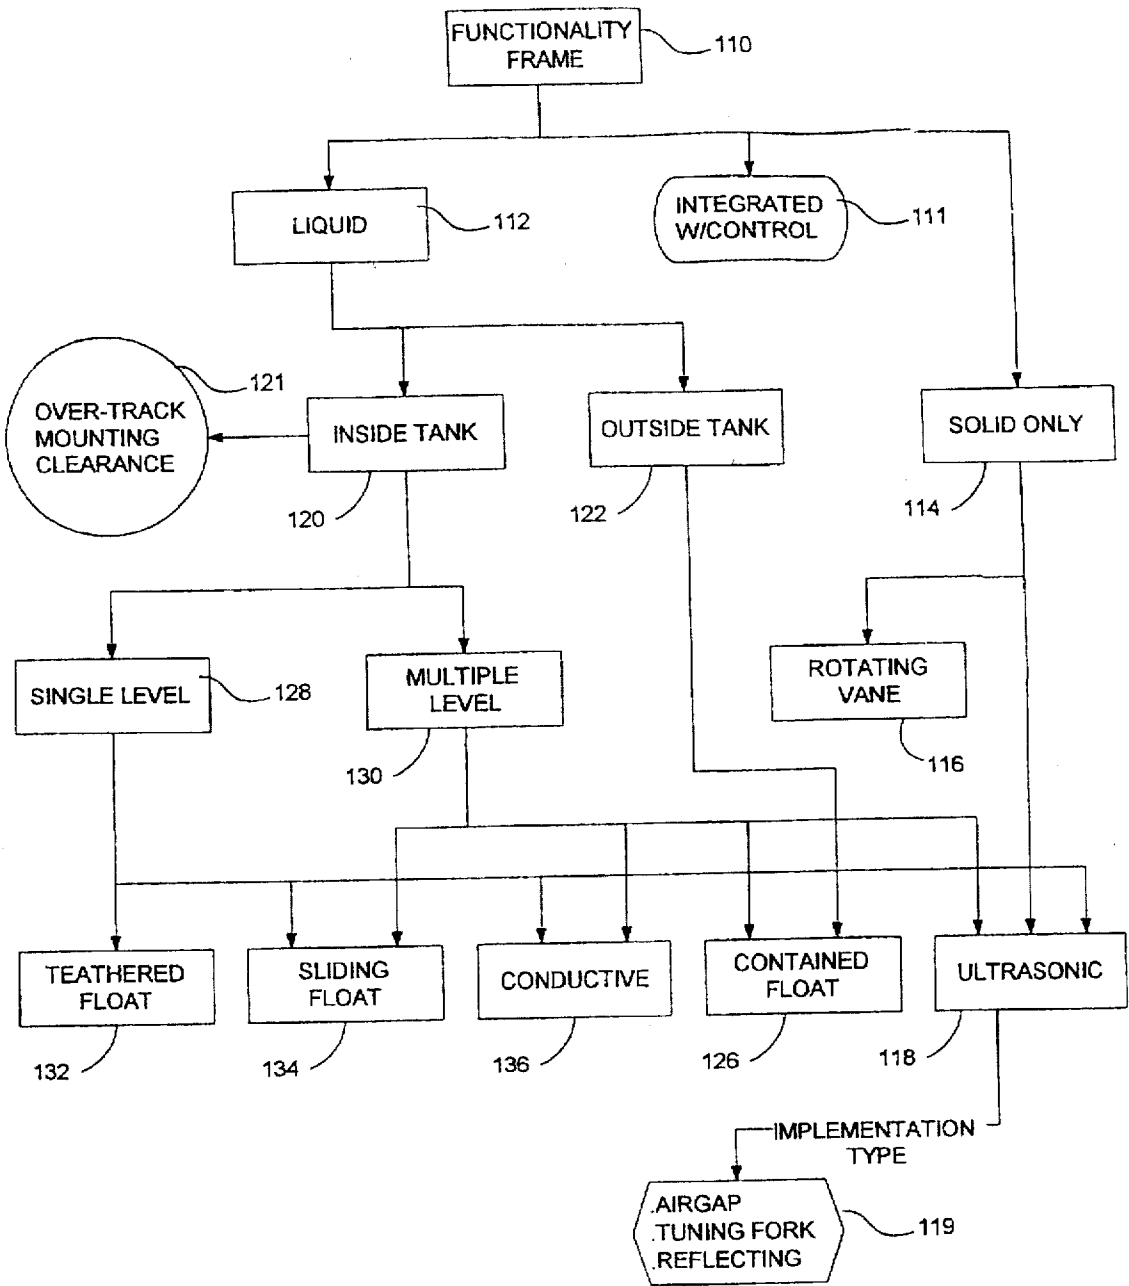 FUNCTIONALITY
FRAME
110
LIQUID
112
INTEGRATED
W/CONTROL
111
OVER-TRACK
MOUNTING
CLEARANCE
121
INSIDE TANK
120
OUTSIDE TANK
122
SOLID ONLY
114
SINGLE LEVEL
128
MULTIPLE
LEVEL
130
ROTATING
VANE
116
TEATHERED
FLOAT
132
SLIDING
FLOAT
134
CONDUCTIVE
136
CONTAINED
FLOAT
126
ULTRASONIC
118
IMPLEMENTATION
TYPE
.AIRGAP
.TUNING FORK
.REFLECTING
119